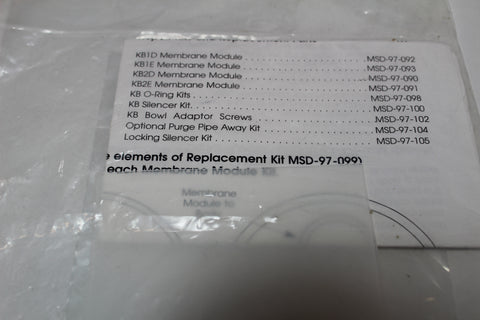 Replacement Parts
KB1D Membrane Module . . . . . . . . . . . . . . . . . . . . . . MSD-97-092
KB1E Membrane Module . . . . . . . . . . . . . . . . . . . . . . MSD-97-093
KB2D Membrane Module . . . . . . . . . . . . . . . . . . . . . . MSD-97-090
KB2E Membrane Module . . . . . . . . . . . . . . . . . . . . . . MSD-97-091
KB O-Ring Kits . . . . . . . . . . . . . . . . . . . . . . . . . . . . . . . MSD-97-098
KB Silencer Kit. . . . . . . . . . . . . . . . . . . . . . . . . . . . . . . MSD-97-100
KB Bowl Adaptor Screws . . . . . . . . . . . . . . . . . . . . . MSD-97-102
Optional Purge Pipe Away Kit . . . . . . . . . . . . . . . . . . MSD-97-104
Locking Silencer Kit . . . . . . . . . . . . . . . . . . . . . . . . . . MSD-97-105
e elements of Replacement Kit MSD-97-099)
each Membrane Module Kit.
Membrane
Module to